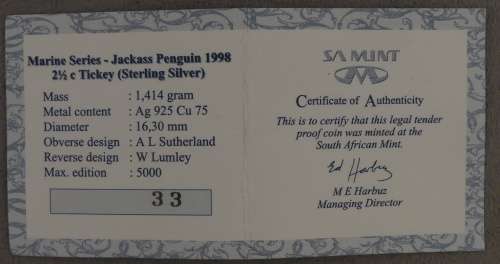 Marine Series - Jackass Penguin 1998
2½ c Tickey (Sterling Silver)
Mass : 1,414 gram
Metal content : Ag 925 Cu 75
Diameter : 16,30 mm
Obverse design : A L Sutherland
Reverse design : W Lumley
Max. edition : 5000
33
SA MINT
Certificate of Authenticity
This is to certify that this legal tender
proof coin was minted at the
South African Mint.
Ed Harbuz
M E Harbuz
Managing Director